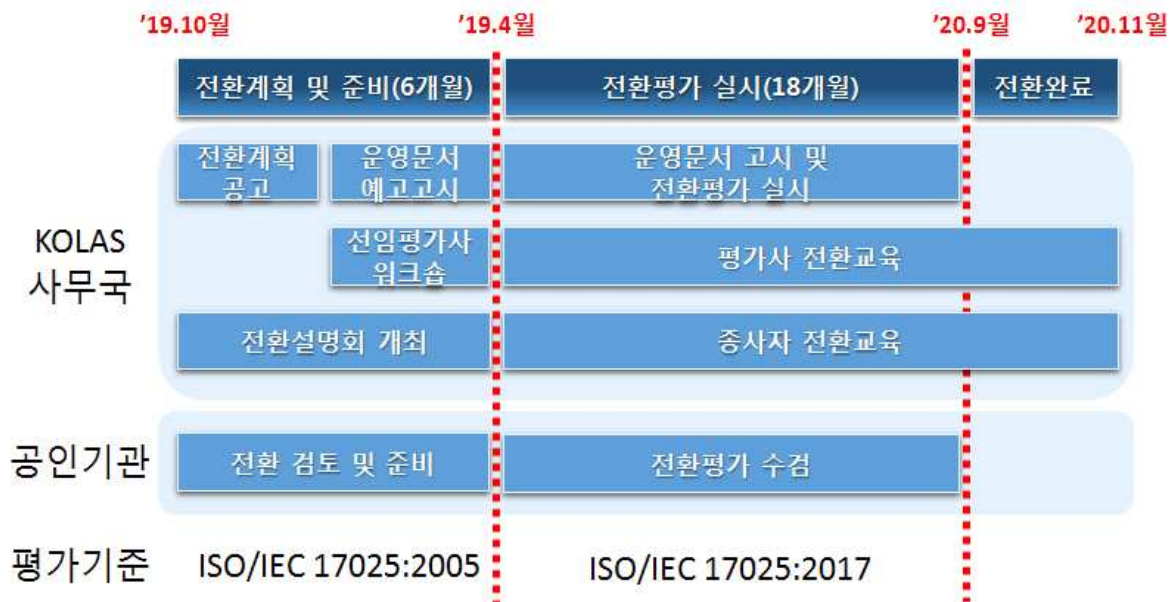 '19.10월 '19.4월 '20.9월 '20.11월
전환계획 및 준비(6개월) 전환평가 실시(18개월) 전환완료
전환계획
공고
운영문서
예고고시
운영문서 고시 및
전환평가 실시
KOLAS
사무국
선임평가사
워크숍
평가사 전환교육
전환설명회 개최 종사자 전환교육
공인기관 전환 검토 및 준비 전환평가 수검
평가기준 ISO/IEC 17025:2005 ISO/IEC 17025:2017